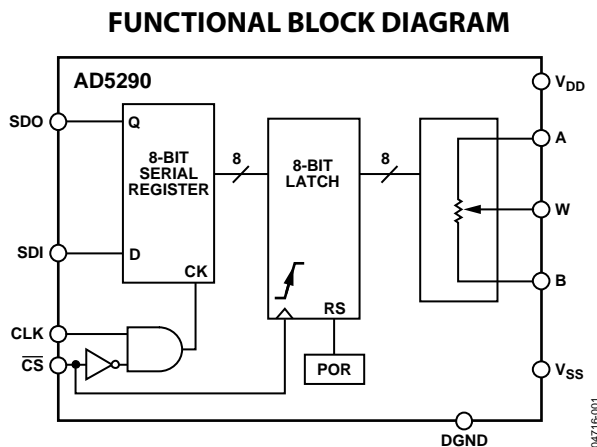 FUNCTIONAL BLOCK DIAGRAM
AD5290
VDD
SDO
Q
A
8-BIT
SERIAL
REGISTER
8
8-BIT
LATCH
8
W
SDI
D
B
CK
RS
CLK
CS
POR
VSS
DGND
04716-001